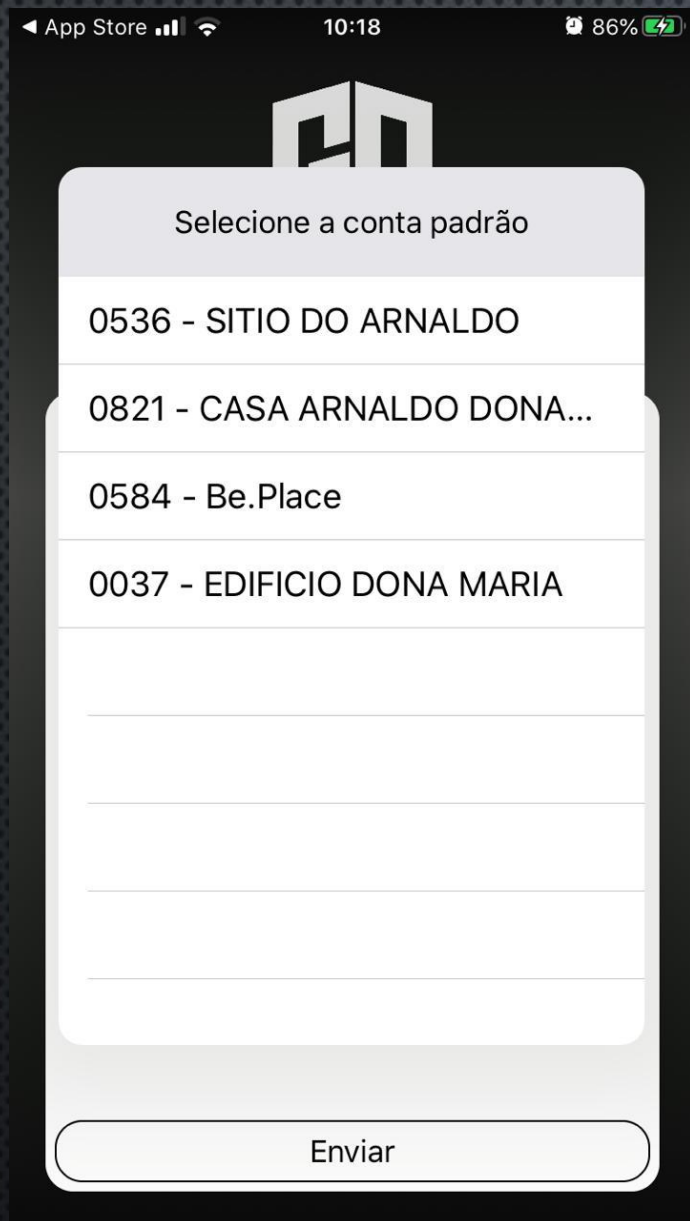 ◀ App Store
10:18
86%
Selecione a conta padrão
0536 - SITIO DO ARNALDO
0821 - CASA ARNALDO DONA...
0584 - Be.Place
0037 - EDIFICIO DONA MARIA
Enviar